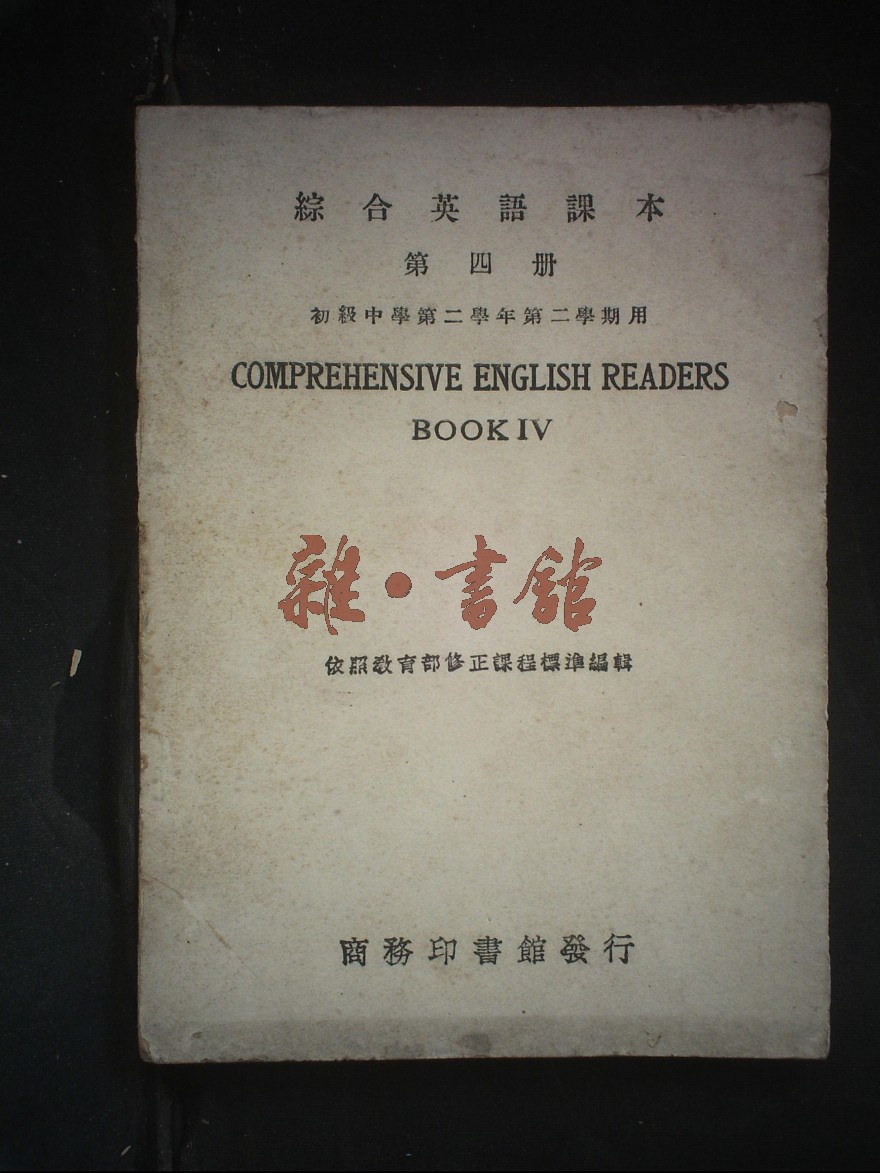 綜合英語課本
第四册
初級中學第二學年第二學期用
COMPREHENSIVE ENGLISH READERS
BOOK IV
雜·書館
依照教育部修正課程標準編輯
商務印書館發行